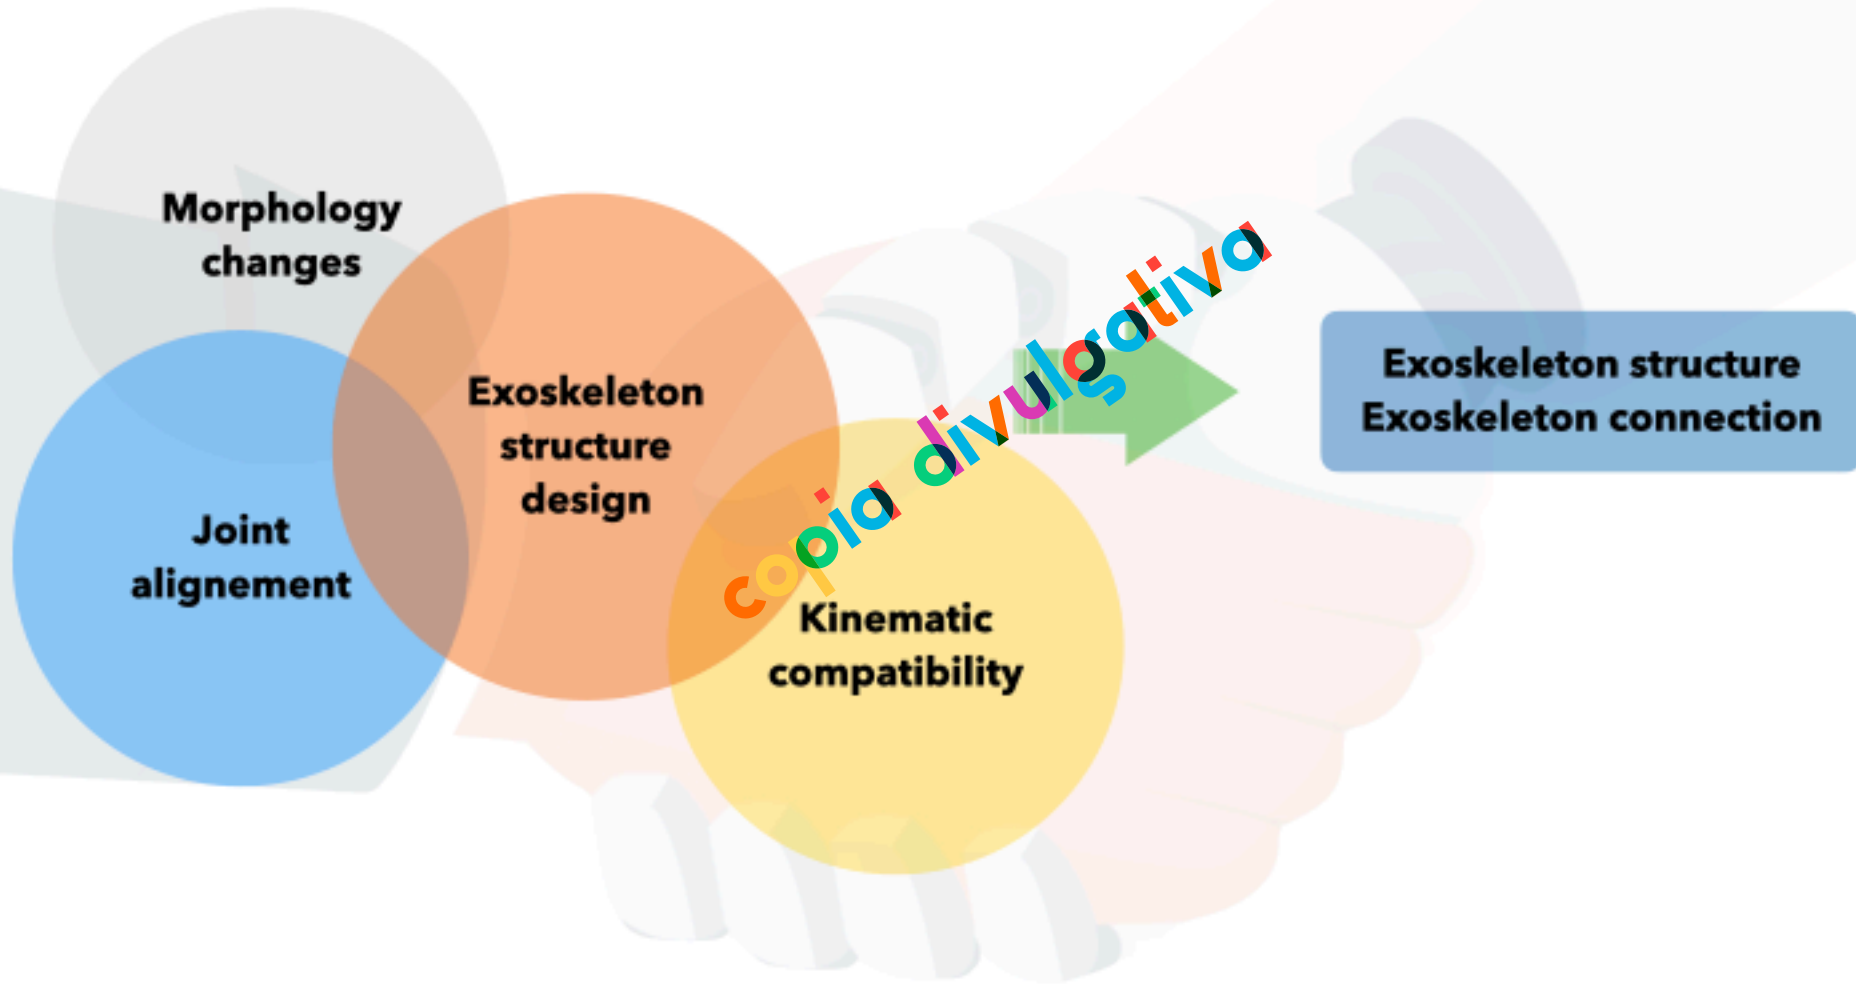 Morphology
changes
Joint
alignement
Exoskeleton
structure
design
Kinematic
compatibility
copia divulgativa
Exoskeleton structure
Exoskeleton connection